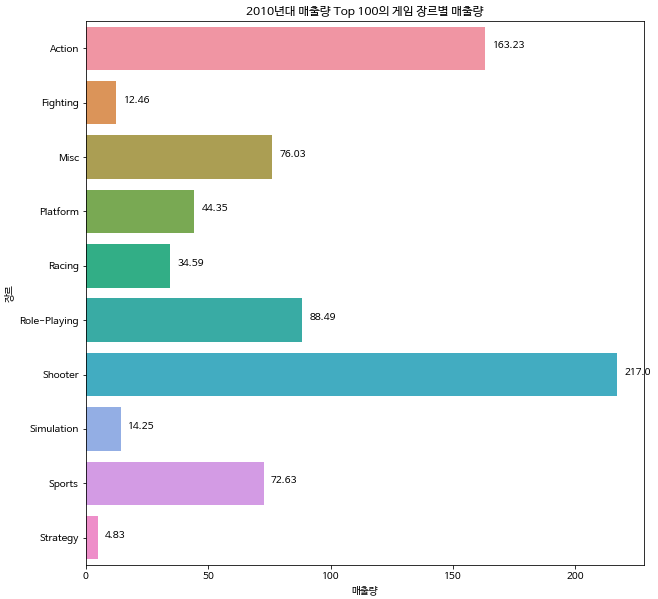 2010년대 매출량 Top 100의 게임 장르별 매출량
Action
163.23
Fighting
12.46
Misc
76.03
Platform
44.35
Racing
34.59
장르
Role-Playing
88.49
Shooter
217.0
Simulation
14.25
Sports
72.63
Strategy
4.83
0 50 100 150 200
매출량